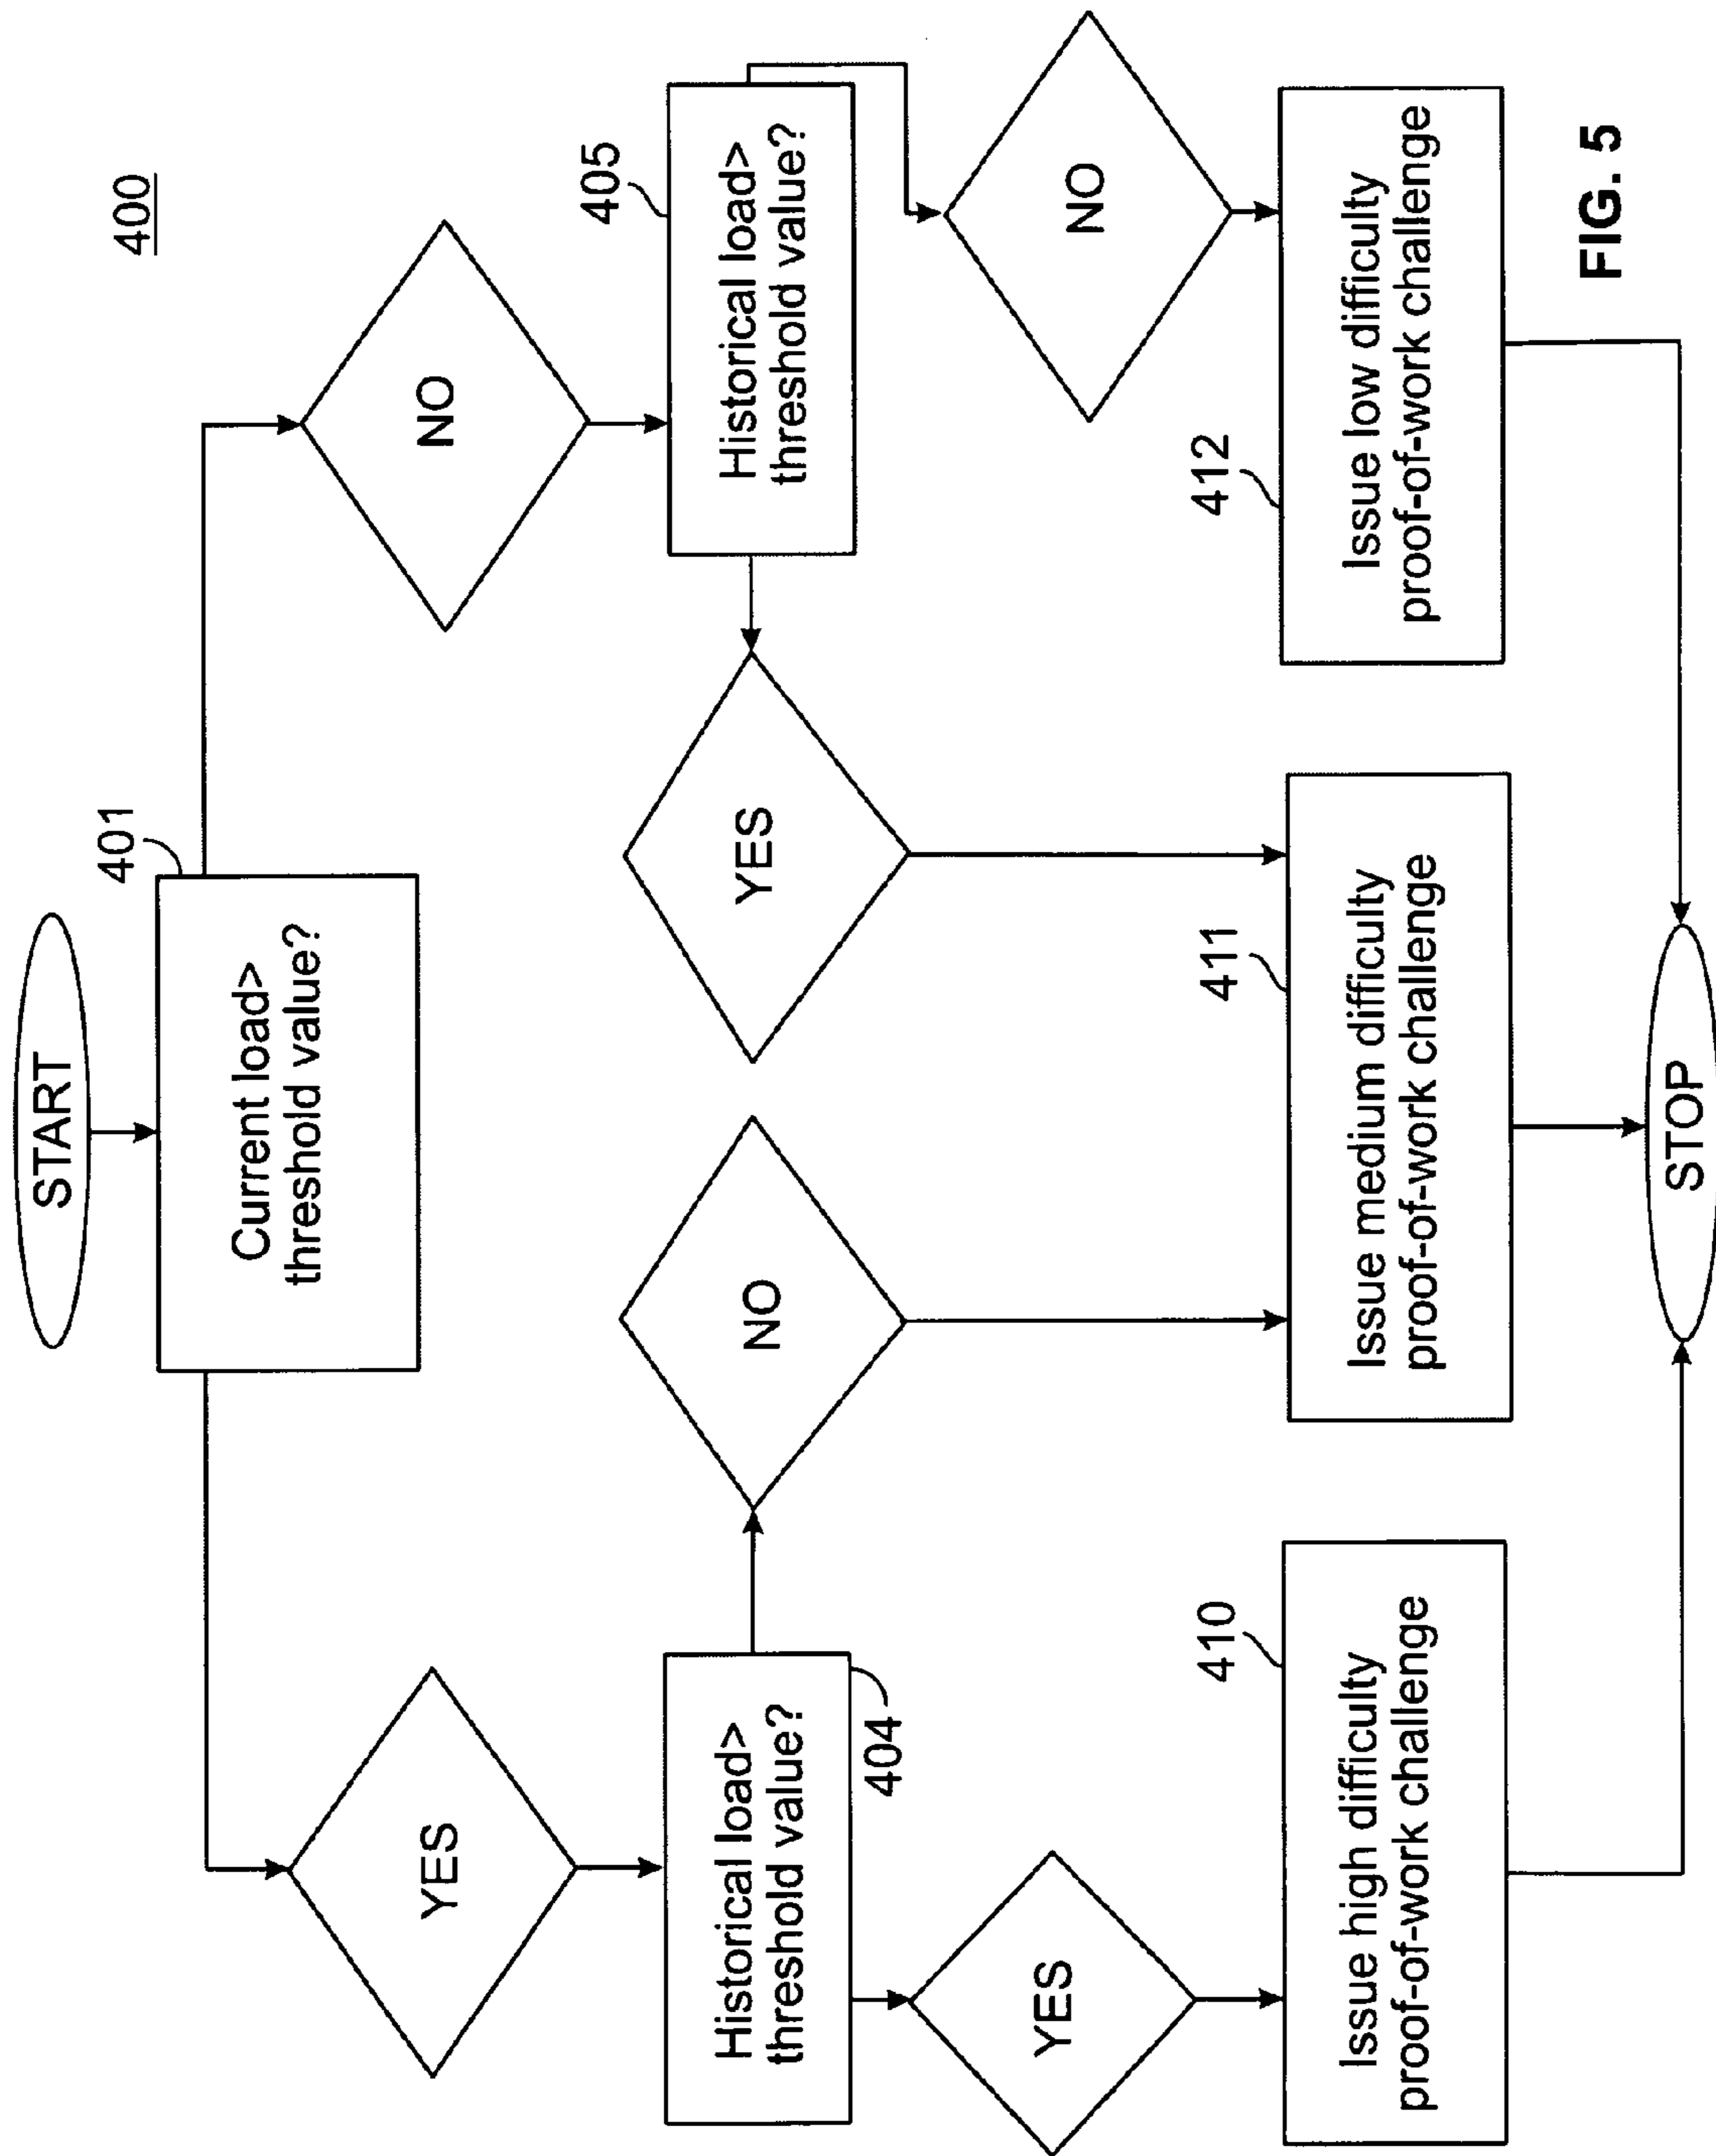 400
START
401
Current load>
threshold value?
YES
NO
Historical load>
threshold value?
404
NO
YES
Historical load>
threshold value?
405
YES
NO
410
Issue high difficulty
proof-of-work challenge
411
Issue medium difficulty
proof-of-work challenge
412
Issue low difficulty
proof-of-work challenge
STOP
FIG. 5